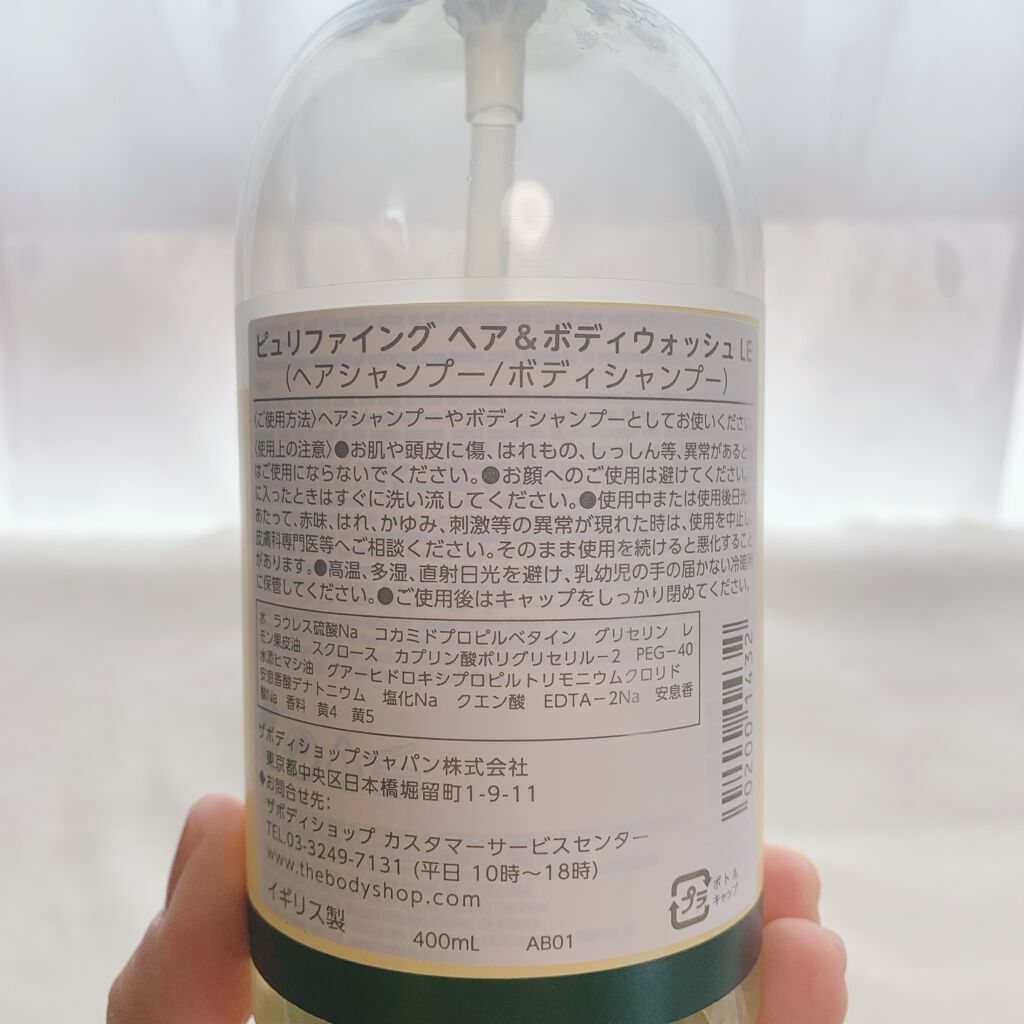 ピュリファイング ヘア&ボディウォッシュ LE
(ヘアシャンプー/ボディシャンプー)
〈ご使用方法〉ヘアシャンプーやボディシャンプーとしてお使いください。
〈使用上の注意〉●お肌や頭皮に傷、はれもの、しっしん等、異常があると
はご使用にならないでください。●お顔へのご使用は避けてください。
に入ったときはすぐに洗い流してください。●使用中または使用後日光
あたって、赤味、はれ、かゆみ、刺激等の異常が現れた時は、使用を中止し、
皮膚科専門医等へご相談ください。そのまま使用を続けると悪化すること
があります。●高温、多湿、直射日光を避け、乳幼児の手の届かない冷暗所
に保管してください。●ご使用後はキャップをしっかり閉めてください。
水 ラウレス硫酸Na コカミドプロピルベタイン グリセリン レ
モン果皮油 スクロース カプリン酸ポリグリセリル−2 PEG−40
水添ヒマシ油 グアーヒドロキシプロピルトリモニウムクロリド
安息香酸デナトニウム 塩化Na クエン酸 EDTA−2Na 安息香
酸Na 香料 黄4 黄5
ザボディショップジャパン株式会社
東京都中央区日本橋堀留町1-9-11
◆お問合せ先:
ザボディショップ カスタマーサービスセンター
TEL.03-3249-7131 (平日 10時〜18時)
www.thebodyshop.com
イギリス製
400mL AB01
02001432
プラ
ボトル
キャップ